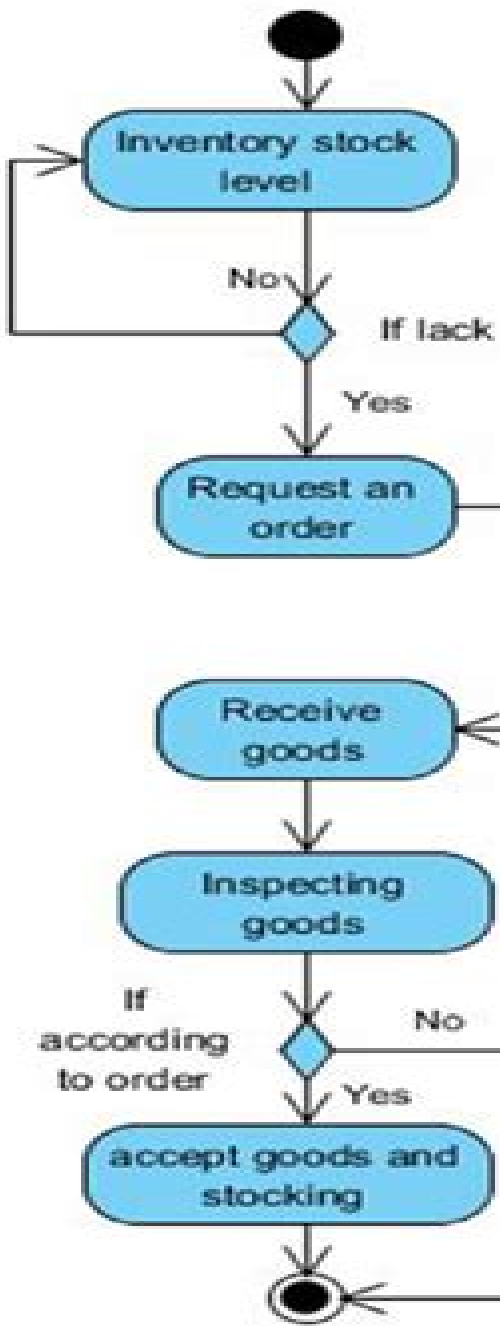 Inventory stock
level
No
If lack
Yes
Request an
order
Receive
goods
Inspecting
goods
If
according
to order
No
Yes
accept goods and
stocking